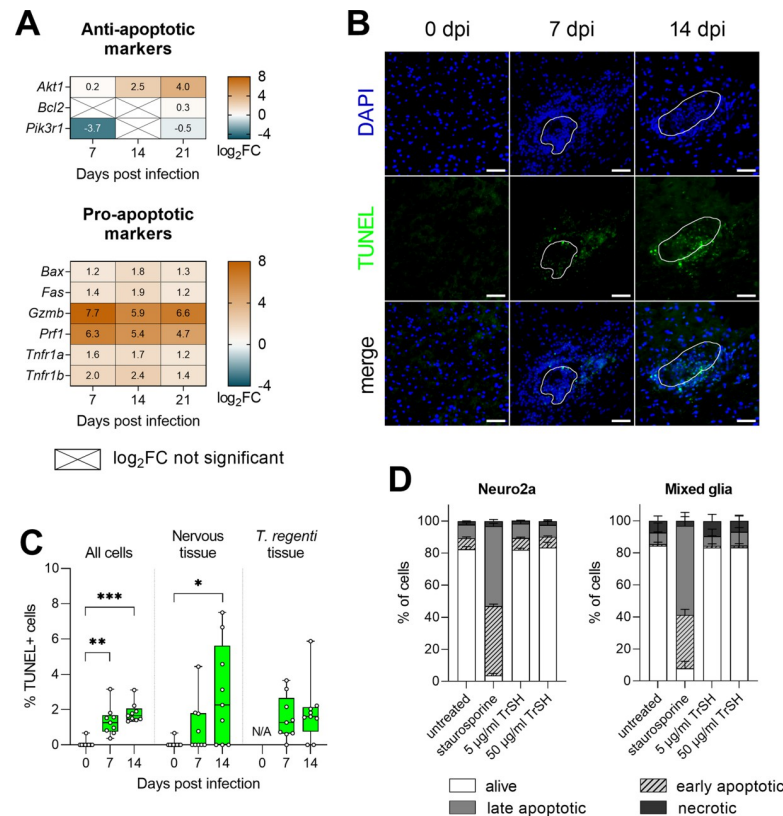 A
Anti-apoptotic
markers
Akt1 0.2 2.5 4.0
Bcl2 0.3
Pik3r1 -3.7 -0.5
7 14 21
Days post infection
8
4
0
-4
log₂FC
Pro-apoptotic
markers
Bax 1.2 1.8 1.3
Fas 1.4 1.9 1.2
Gzmb 7.7 5.9 6.6
Prf1 6.3 5.4 4.7
Tnfr1a 1.6 1.7 1.2
Tnfr1b 2.0 2.4 1.4
7 14 21
Days post infection
8
4
0
-4
log₂FC
log₂FC not significant
B
0 dpi 7 dpi 14 dpi
DAPI
TUNEL
merge
C
All cells
Nervous
tissue
T. regenti
tissue
% TUNEL+ cells
10
8
6
4
2
0
***
**
*
N/A
0 7 14 0 7 14 0 7 14
Days post infection
D
Neuro2a
% of cells
100
80
60
40
20
0
untreated
staurosporine
5 µg/ml TrSH
50 µg/ml TrSH
Mixed glia
% of cells
100
80
60
40
20
0
untreated
staurosporine
5 µg/ml TrSH
50 µg/ml TrSH
alive
early apoptotic
late apoptotic
necrotic